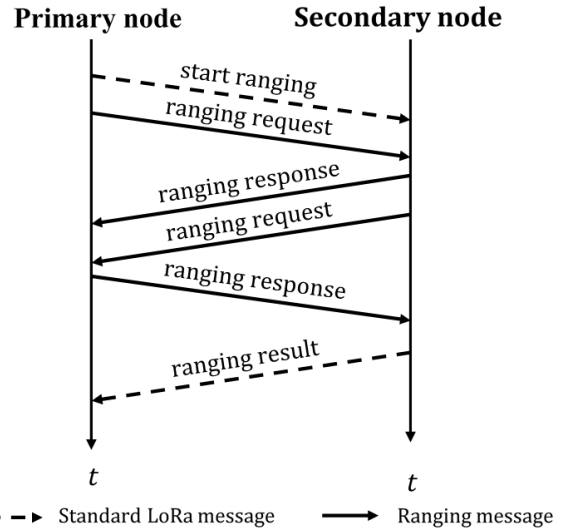 Primary node
Secondary node
start ranging
ranging request
ranging response
ranging request
ranging response
ranging result
t
t
Standard LoRa message
Ranging message